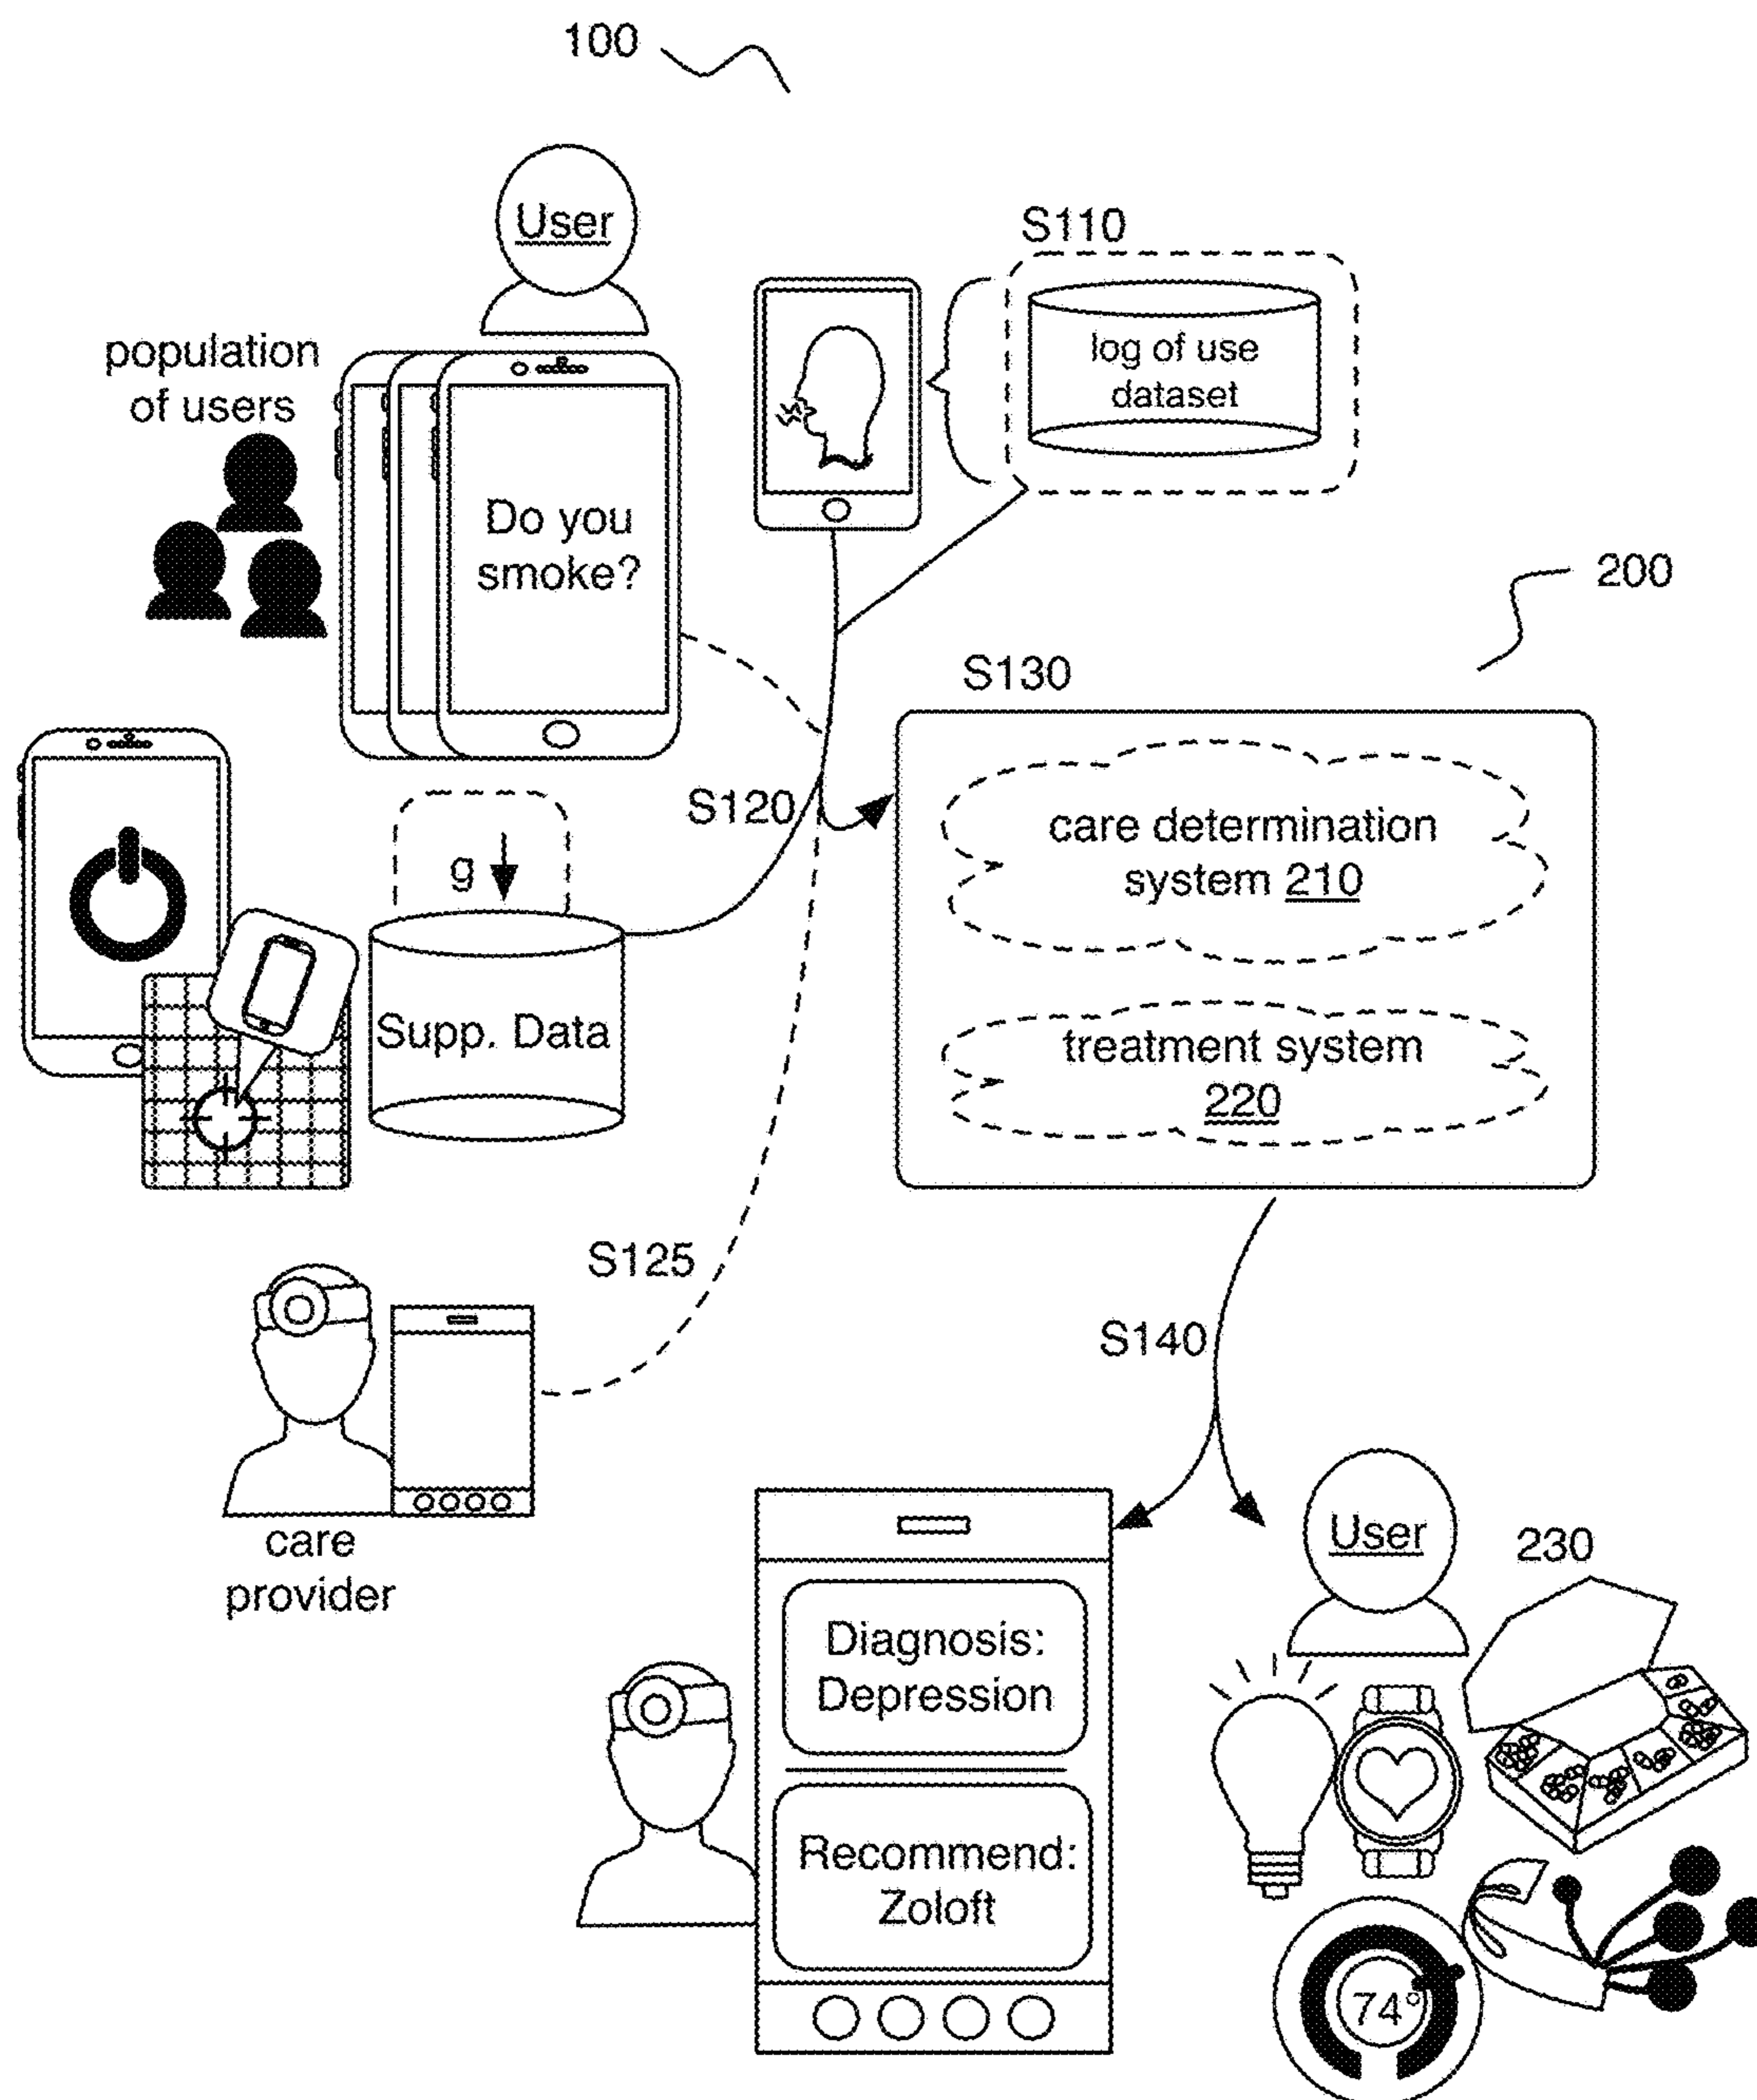 100
User
S110
population
of users
log of use
dataset
Do you
smoke?
200
S130
S120
care determination
system 210
g
Supp. Data
treatment system
220
S125
S140
care
provider
User
230
Diagnosis:
Depression
Recommend:
Zoloft
74°